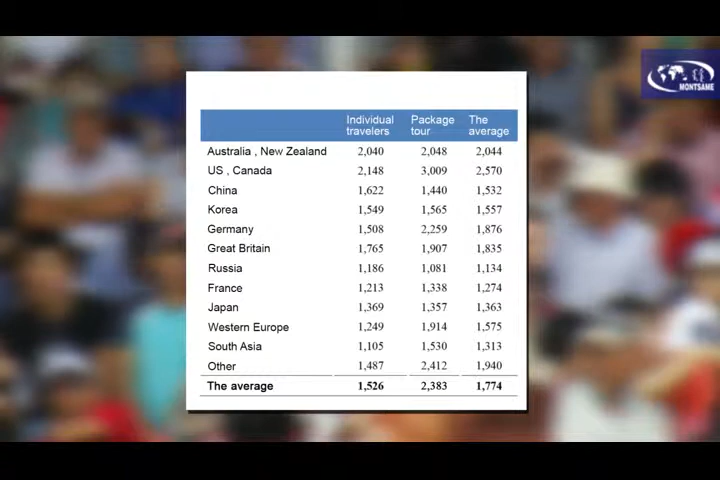 MONTSAME
Individual travelers Package tour The average
Australia , New Zealand 2,040 2,048 2,044
US , Canada 2,148 3,009 2,570
China 1,622 1,440 1,532
Korea 1,549 1,565 1,557
Germany 1,508 2,259 1,876
Great Britain 1,765 1,907 1,835
Russia 1,186 1,081 1,134
France 1,213 1,338 1,274
Japan 1,369 1,357 1,363
Western Europe 1,249 1,914 1,575
South Asia 1,105 1,530 1,313
Other 1,487 2,412 1,940
The average 1,526 2,383 1,774